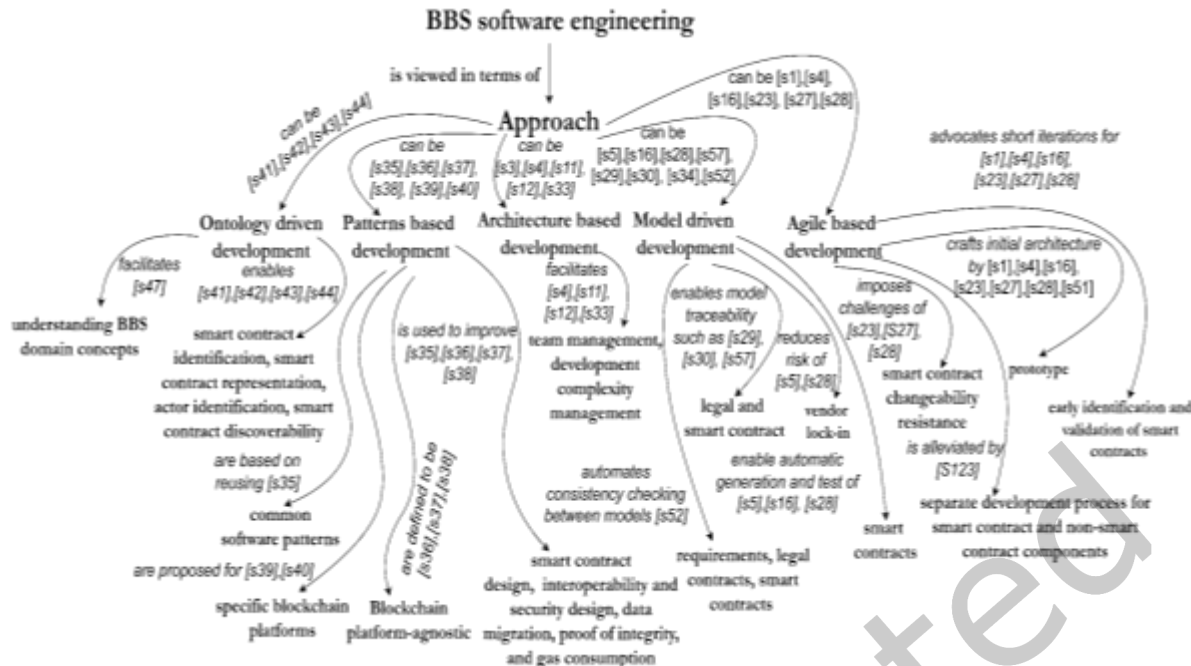 BBS software engineering
is viewed in terms of
Approach
can be
[s41],[s42],[s43],[s44]
can be
[s35],[s36],[s37],
[s38], [s39],[s40]
can be
[s3],[s4],[s11],
[s12],[s33]
can be
[s5],[s16],[s28],[s57],
[s29],[s30], [s34],[s52]
can be [s1],[s4],
[s16],[s23], [s27],[s28]
advocates short iterations for
[s1],[s4],[s16],
[s23],[s27],[s28]
Ontology driven
development
Patterns based
development
Architecture based
development
Model driven
development
Agile based
development
facilitates
[s47]
enables
[s41],[s42],[s43],[s44]
understanding BBS
domain concepts
smart contract
identification, smart
contract representation,
actor identification, smart
contract discoverability
is used to improve
[s35],[s36],[s37],
[s38]
facilitates
[s4],[s11],
[s12],[s33]
team management,
development
complexity
management
enables model
traceability
such as [s29],
[s30], [s57]
legal and
smart contract
reduces
risk of
[s5],[s28]
vendor
lock-in
imposes
challenges of
[s23],[S27],
[s28]
smart contract
changeability
resistance
crafts initial architecture
by [s1],[s4],[s16],
[s23],[s27],[s28],[s51]
prototype
early identification and
validation of smart
contracts
is alleviated by
[S123]
separate development process for
smart contract and non-smart
contract components
are based on
reusing [s35]
common
software patterns
are proposed for [s39],[s40]
specific blockchain
platforms
are defined to be
[s36],[s37],[s38]
Blockchain
platform-agnostic
smart contract
design, interoperability and
security design, data
migration, proof of integrity,
and gas consumption
automates
consistency checking
between models [s52]
requirements, legal
contracts, smart
contracts
enable automatic
generation and test of
[s5],[s16], [s28]
smart
contracts
ted